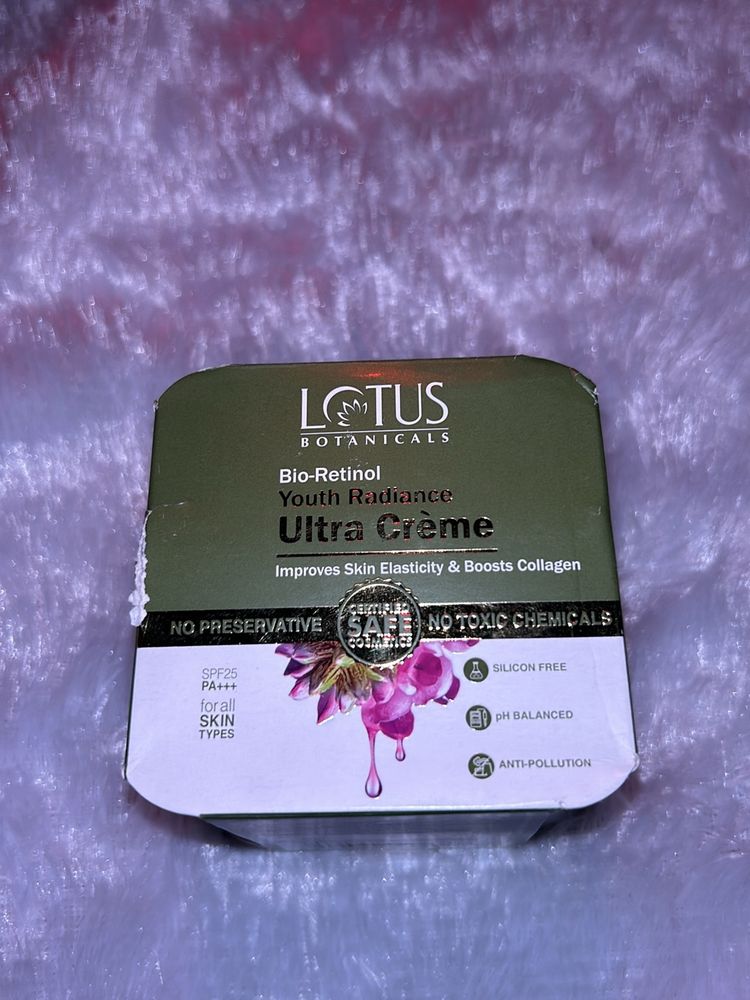 LOTUS
BOTANICALS
Bio-Retinol
Youth Radiance
Ultra Crème
Improves Skin Elasticity & Boosts Collagen
NO PRESERVATIVE
CERTIFIED
SAFE
COSMETICS
NO TOXIC CHEMICALS
SPF25
PA+++
for all
SKIN
TYPES
SILICON FREE
pH BALANCED
ANTI-POLLUTION